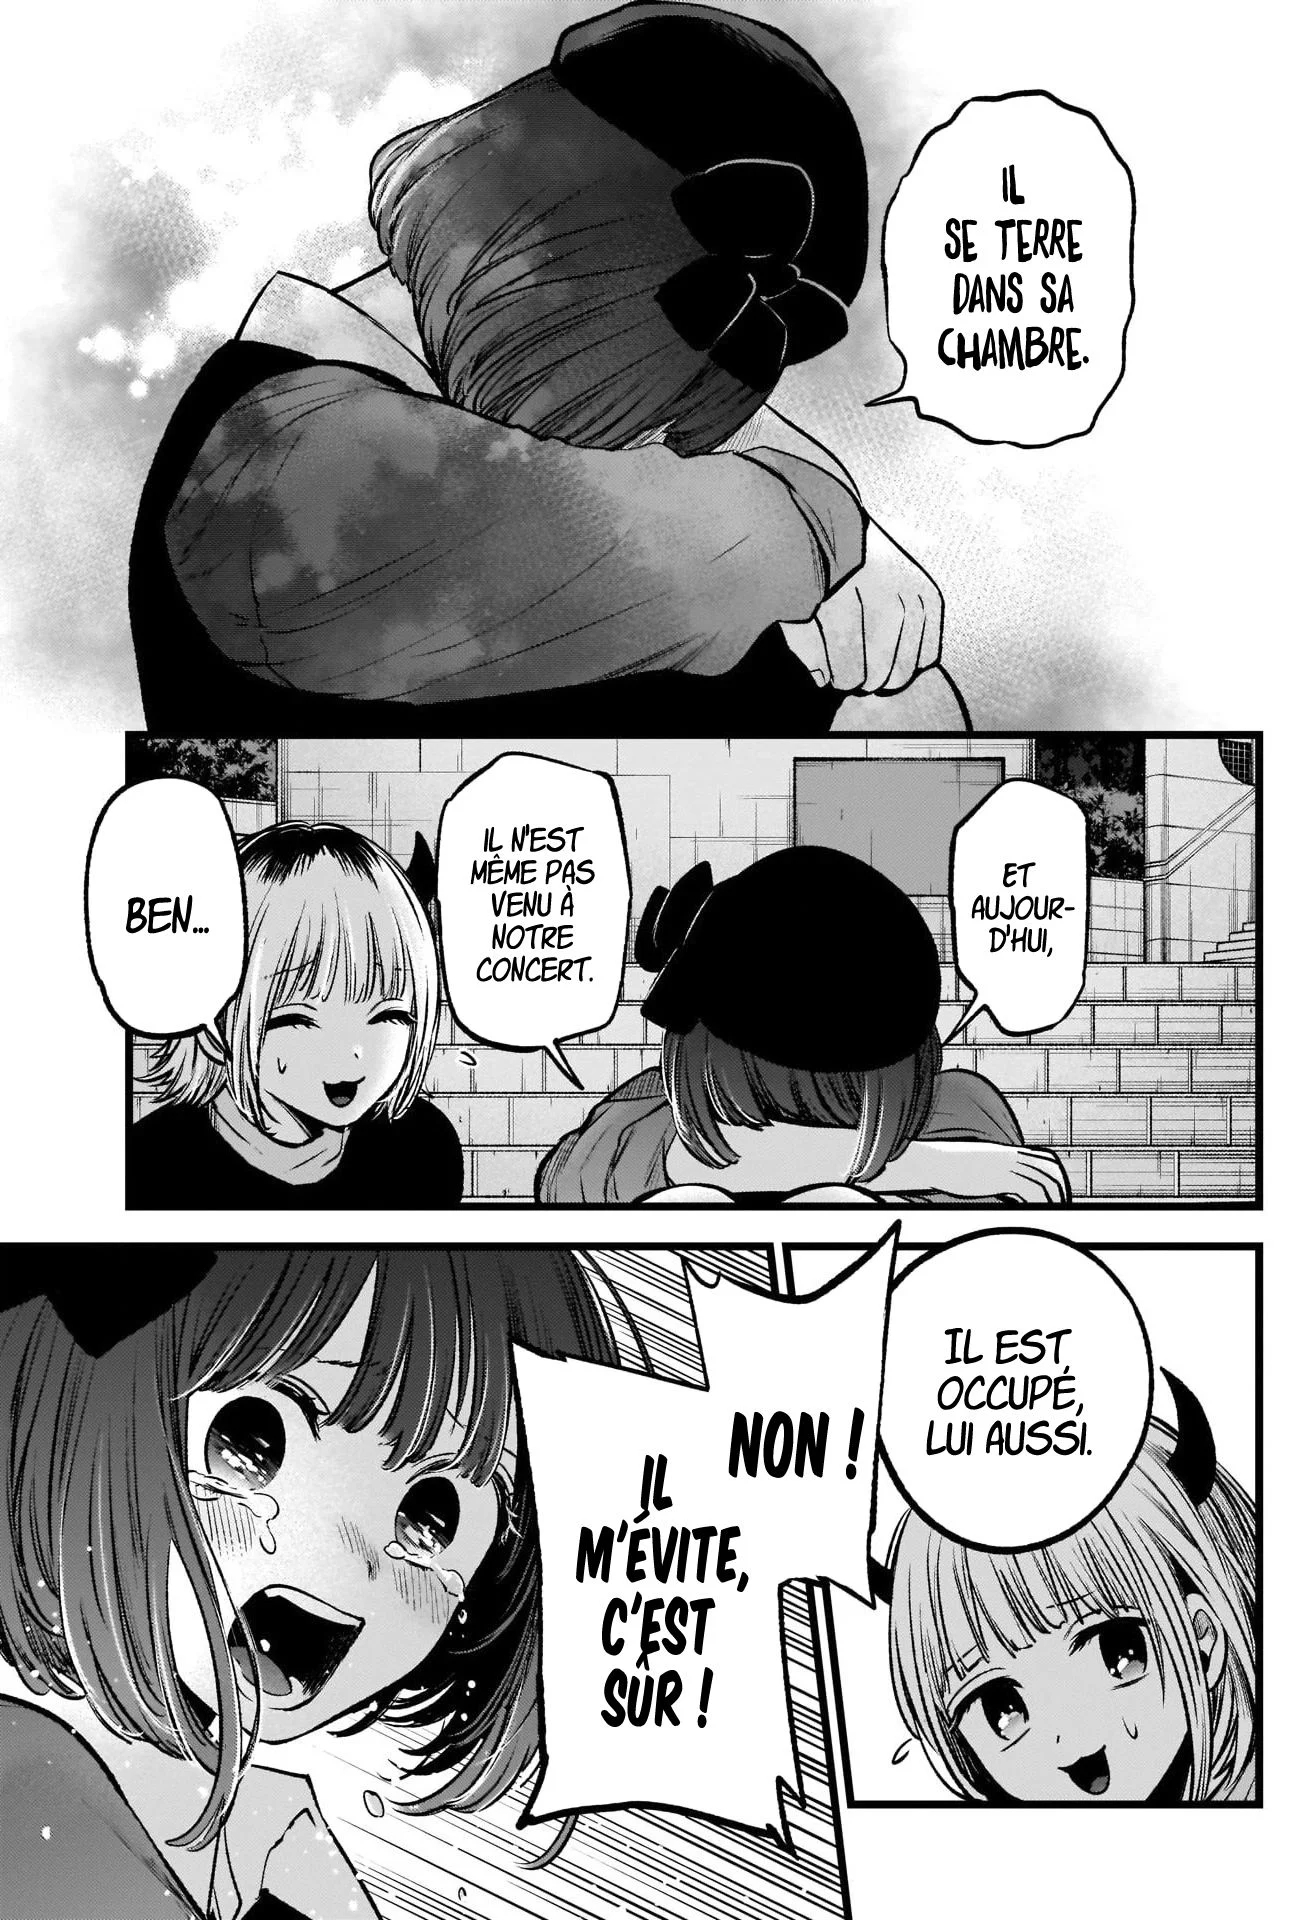 IL
SE TERRE
DANS SA
CHAMBRE.
ET
AUJOUR-
D'HUI,
IL N'EST
MÊME PAS
VENU À
NOTRE
CONCERT.
BEN...
IL EST
OCCUPÉ,
LUI AUSSI.
NON !
IL
M'ÉVITE,
C'EST
SÛR !